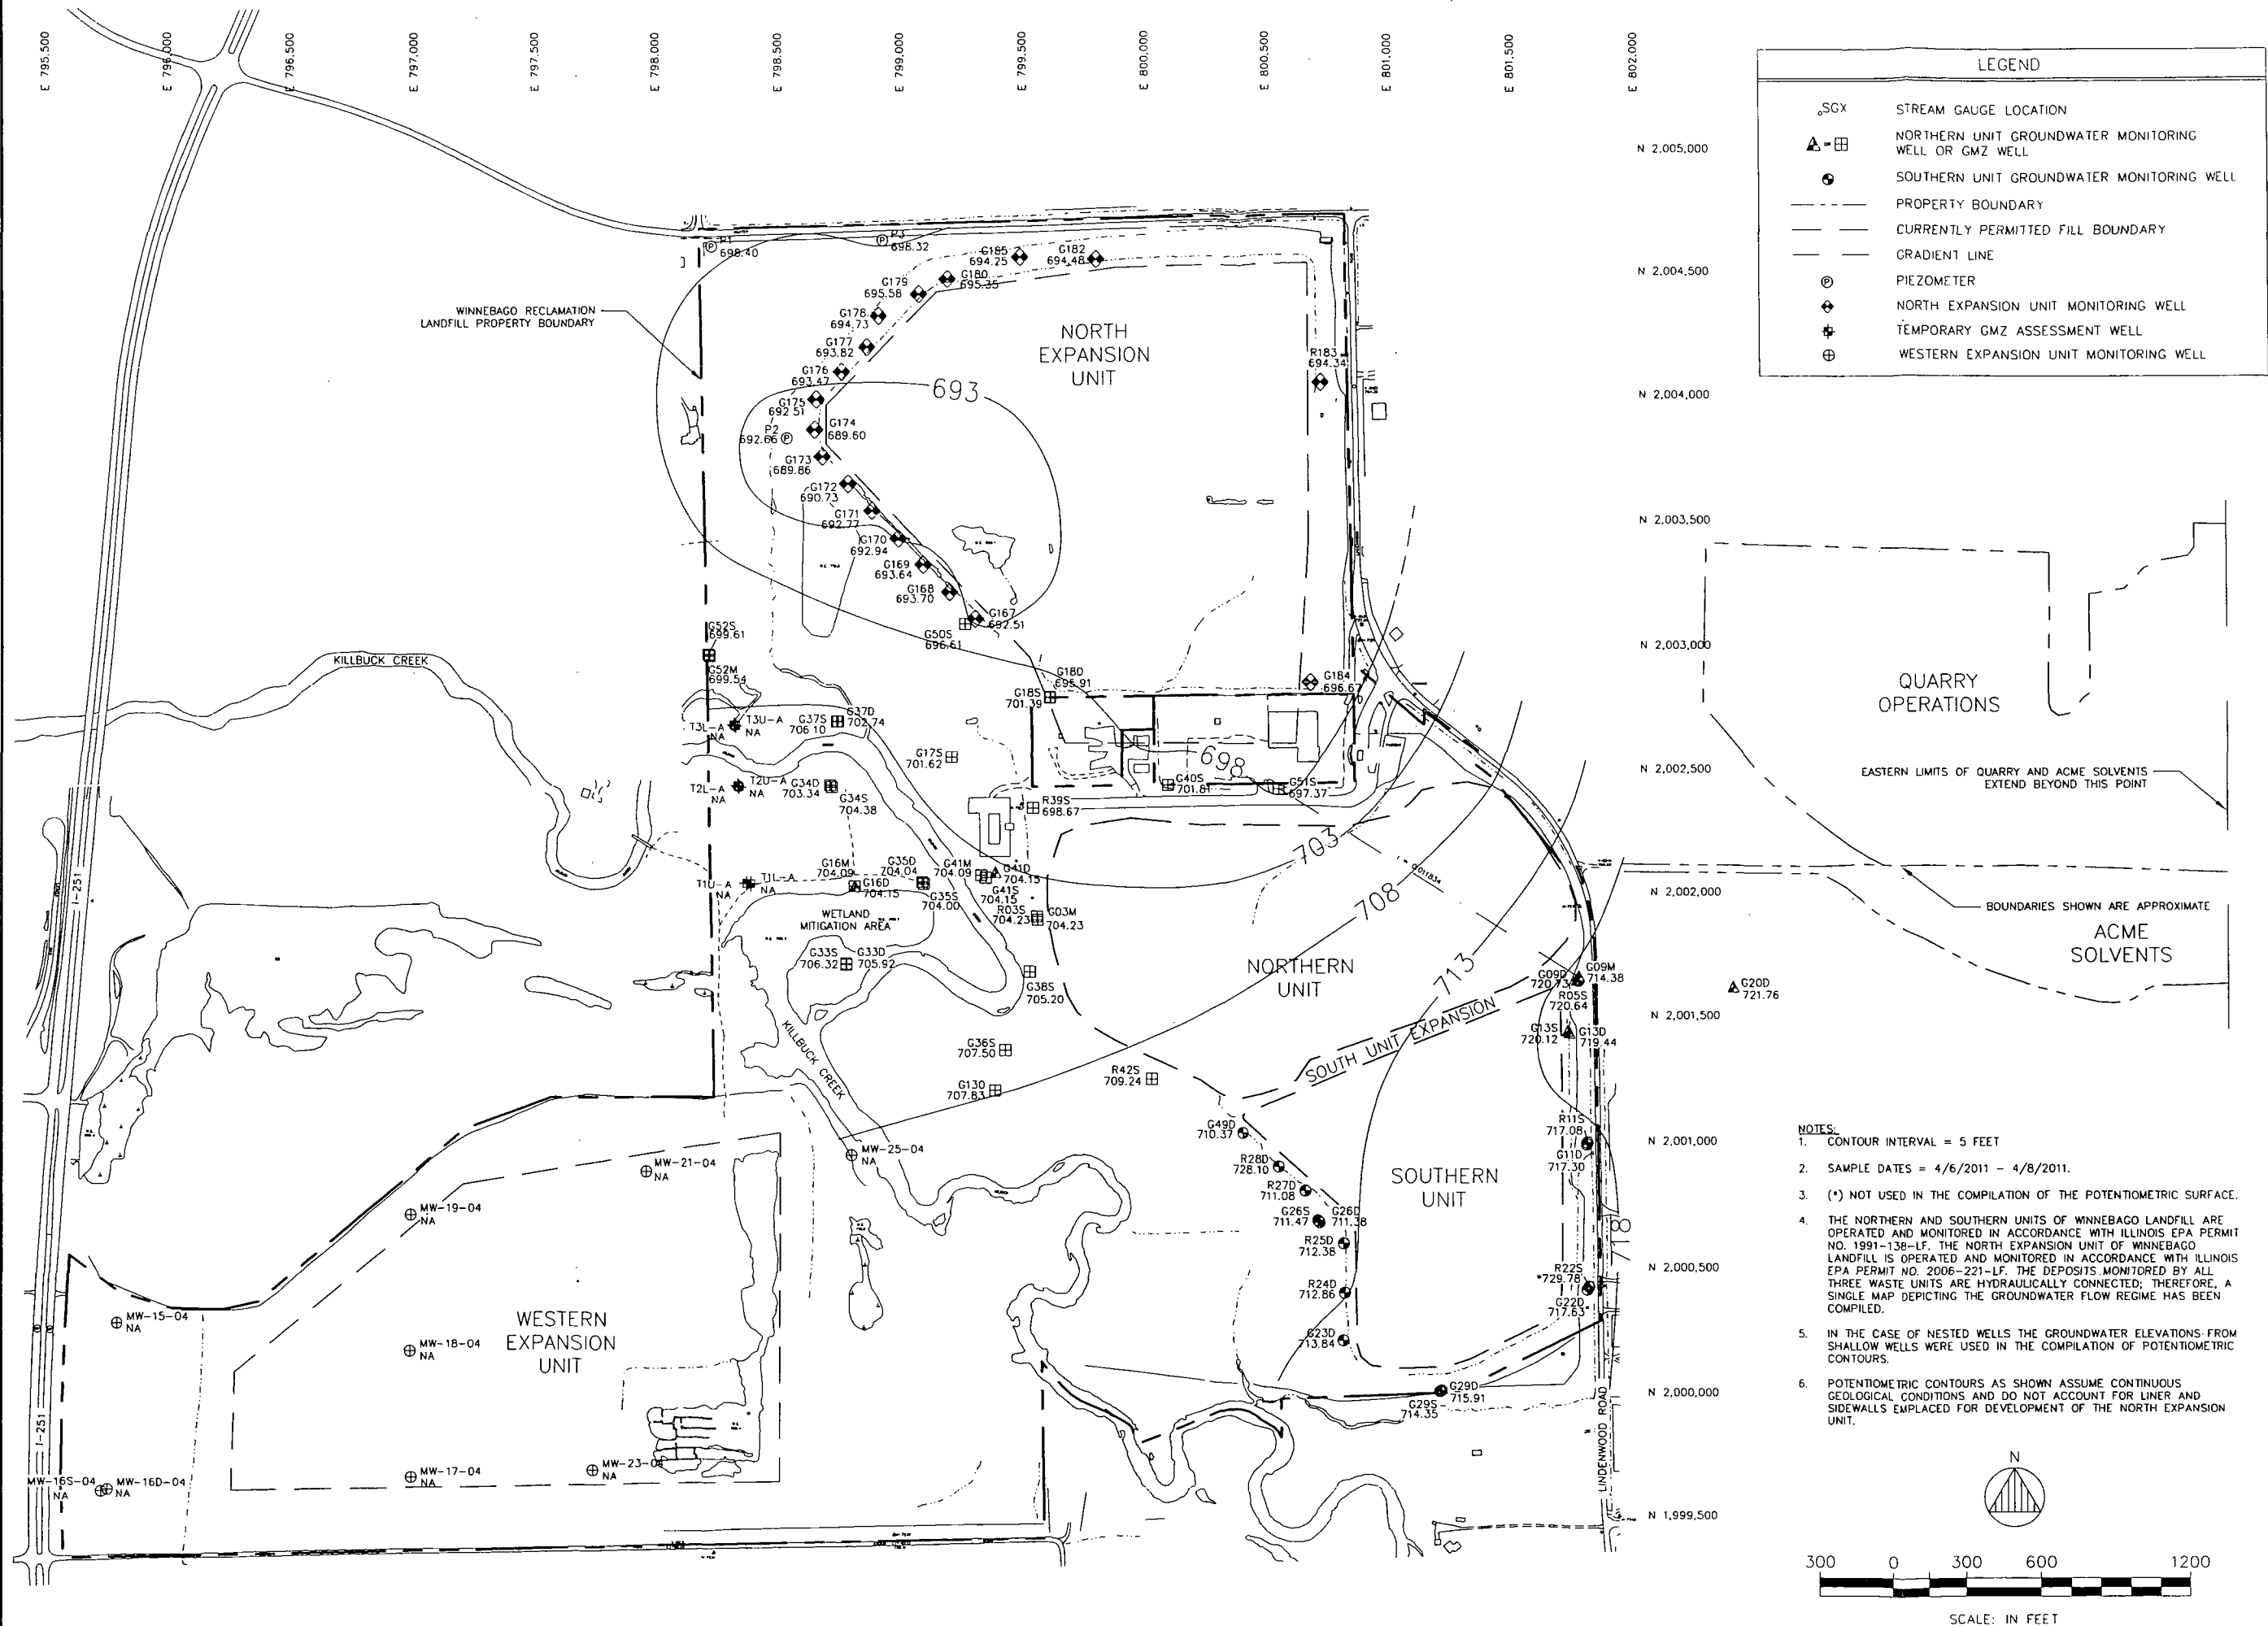 E 795,500
E 796,000
E 796,500
E 797,000
E 797,500
E 798,000
E 798,500
E 799,000
E 799,500
E 800,000
E 800,500
E 801,000
E 801,500
E 802,000
LEGEND
SGX STREAM GAUGE LOCATION
OR NORTHERN UNIT GROUNDWATER MONITORING
WELL OR GMZ WELL
SOUTHERN UNIT GROUNDWATER MONITORING WELL
PROPERTY BOUNDARY
CURRENTLY PERMITTED FILL BOUNDARY
GRADIENT LINE
P PIEZOMETER
NORTH EXPANSION UNIT MONITORING WELL
TEMPORARY GMZ ASSESSMENT WELL
WESTERN EXPANSION UNIT MONITORING WELL
N 2,005,000
N 2,004,500
N 2,004,000
N 2,003,500
N 2,003,000
N 2,002,500
N 2,002,000
N 2,001,500
N 2,001,000
N 2,000,500
N 2,000,000
N 1,999,500
P1
698.40
P3
698.32
G185
694.25
G182
694.48
G180
695.35
G179
695.58
G178
694.73
G177
693.82
G176
693.47
G175
692.51
P2
692.66
G174
689.60
G173
689.86
G172
690.73
G171
692.77
G170
692.94
G169
693.64
G168
693.70
G167
692.51
G50S
696.61
R183
694.34
WINNEBAGO RECLAMATION
LANDFILL PROPERTY BOUNDARY
NORTH
EXPANSION
UNIT
693
G52S
699.61
G52M
699.54
KILLBUCK CREEK
G18D
695.91
G18S
701.39
G184
696.67
T3L-A
NA
T3U-A
NA
G37S
706.10
G37D
702.74
G17S
701.62
T2L-A
NA
T2U-A
NA
G34D
703.34
G34S
704.38
698
G40S
701.81
G51S
697.37
R39S
698.67
703
T1U-A
NA
T1L-A
NA
G16M
704.09
G16D
704.15
G35D
704.04
G35S
704.00
G41M
704.09
G41D
704.15
G41S
704.15
R03S
704.23
G03M
704.23
WETLAND
MITIGATION AREA
G33S
706.32
G33D
705.92
G38S
705.20
708
713
NORTHERN
UNIT
SOUTH UNIT EXPANSION
G09D
720.73
G09M
714.38
R05S
720.64
G13S
720.12
G13D
719.44
G20D
721.76
QUARRY
OPERATIONS
EASTERN LIMITS OF QUARRY AND ACME SOLVENTS
EXTEND BEYOND THIS POINT
BOUNDARIES SHOWN ARE APPROXIMATE
ACME
SOLVENTS
KILLBUCK CREEK
G36S
707.50
G130
707.83
R42S
709.24
G49D
710.37
R28D
728.10
R27D
711.08
G26S
711.47
G26D
711.38
R25D
712.38
R24D
712.86
G23D
713.84
G29D
715.91
G29S
714.35
SOUTHERN
UNIT
R11S
717.08
G11D
717.30
R22S
*729.78
G22D
717.63
LINDENWOOD ROAD
I-251
I-251
MW-25-04
NA
MW-21-04
NA
MW-19-04
NA
MW-15-04
NA
MW-18-04
NA
MW-17-04
NA
MW-23-04
NA
MW-16S-04
NA
MW-16D-04
NA
WESTERN
EXPANSION
UNIT
NOTES:
1. CONTOUR INTERVAL = 5 FEET
2. SAMPLE DATES = 4/6/2011 - 4/8/2011.
3. (*) NOT USED IN THE COMPILATION OF THE POTENTIOMETRIC SURFACE.
4. THE NORTHERN AND SOUTHERN UNITS OF WINNEBAGO LANDFILL ARE
OPERATED AND MONITORED IN ACCORDANCE WITH ILLINOIS EPA PERMIT
NO. 1991-138-LF. THE NORTH EXPANSION UNIT OF WINNEBAGO
LANDFILL IS OPERATED AND MONITORED IN ACCORDANCE WITH ILLINOIS
EPA PERMIT NO. 2006-221-LF. THE DEPOSITS MONITORED BY ALL
THREE WASTE UNITS ARE HYDRAULICALLY CONNECTED; THEREFORE, A
SINGLE MAP DEPICTING THE GROUNDWATER FLOW REGIME HAS BEEN
COMPILED.
5. IN THE CASE OF NESTED WELLS THE GROUNDWATER ELEVATIONS FROM
SHALLOW WELLS WERE USED IN THE COMPILATION OF POTENTIOMETRIC
CONTOURS.
6. POTENTIOMETRIC CONTOURS AS SHOWN ASSUME CONTINUOUS
GEOLOGICAL CONDITIONS AND DO NOT ACCOUNT FOR LINER AND
SIDEWALLS EMPLACED FOR DEVELOPMENT OF THE NORTH EXPANSION
UNIT.
N
300 0 300 600 1200
SCALE: IN FEET